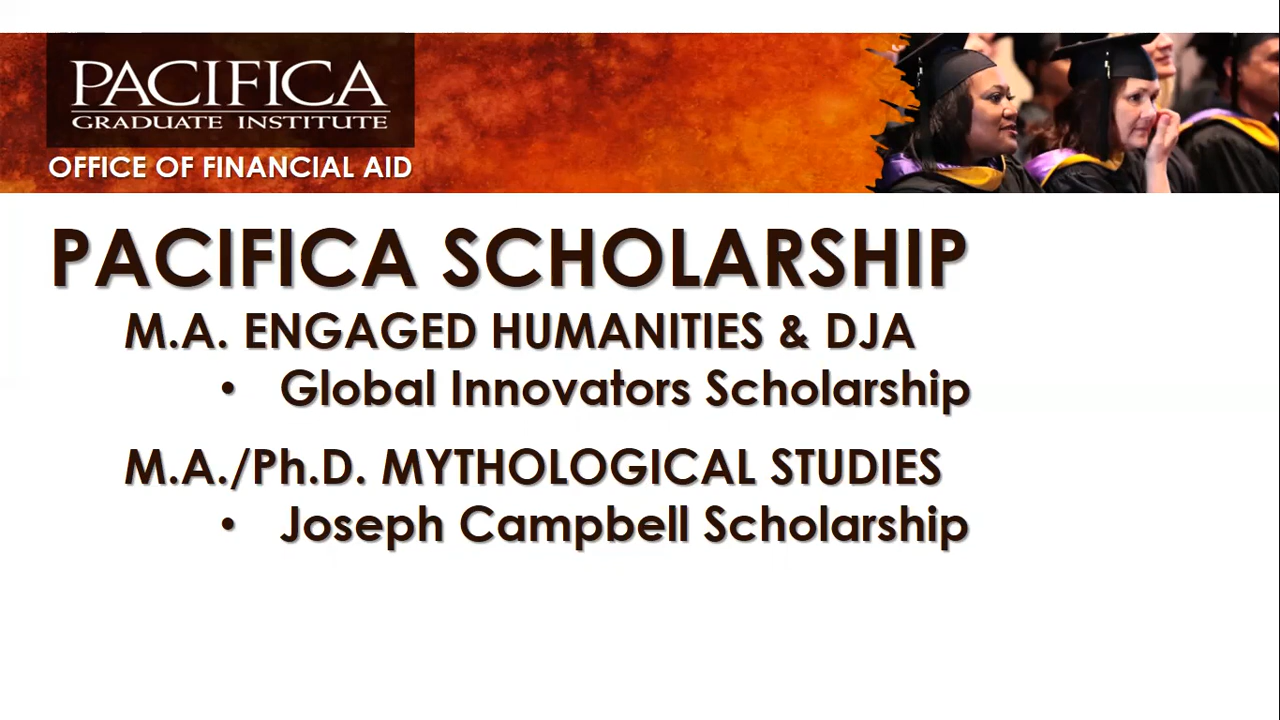 PACIFICA
GRADUATE INSTITUTE
OFFICE OF FINANCIAL AID
PACIFICA SCHOLARSHIP
M.A. ENGAGED HUMANITIES & DJA
• Global Innovators Scholarship
M.A./Ph.D. MYTHOLOGICAL STUDIES
• Joseph Campbell Scholarship